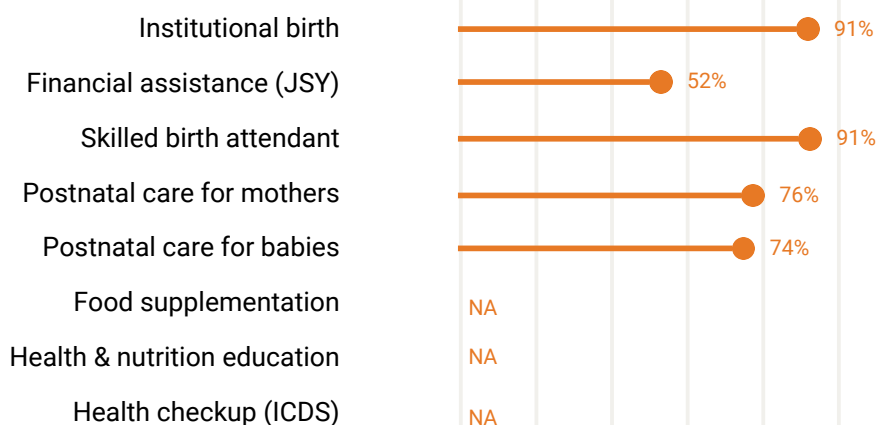 Institutional birth 91%
Financial assistance (JSY) 52%
Skilled birth attendant 91%
Postnatal care for mothers 76%
Postnatal care for babies 74%
Food supplementation NA
Health & nutrition education NA
Health checkup (ICDS) NA